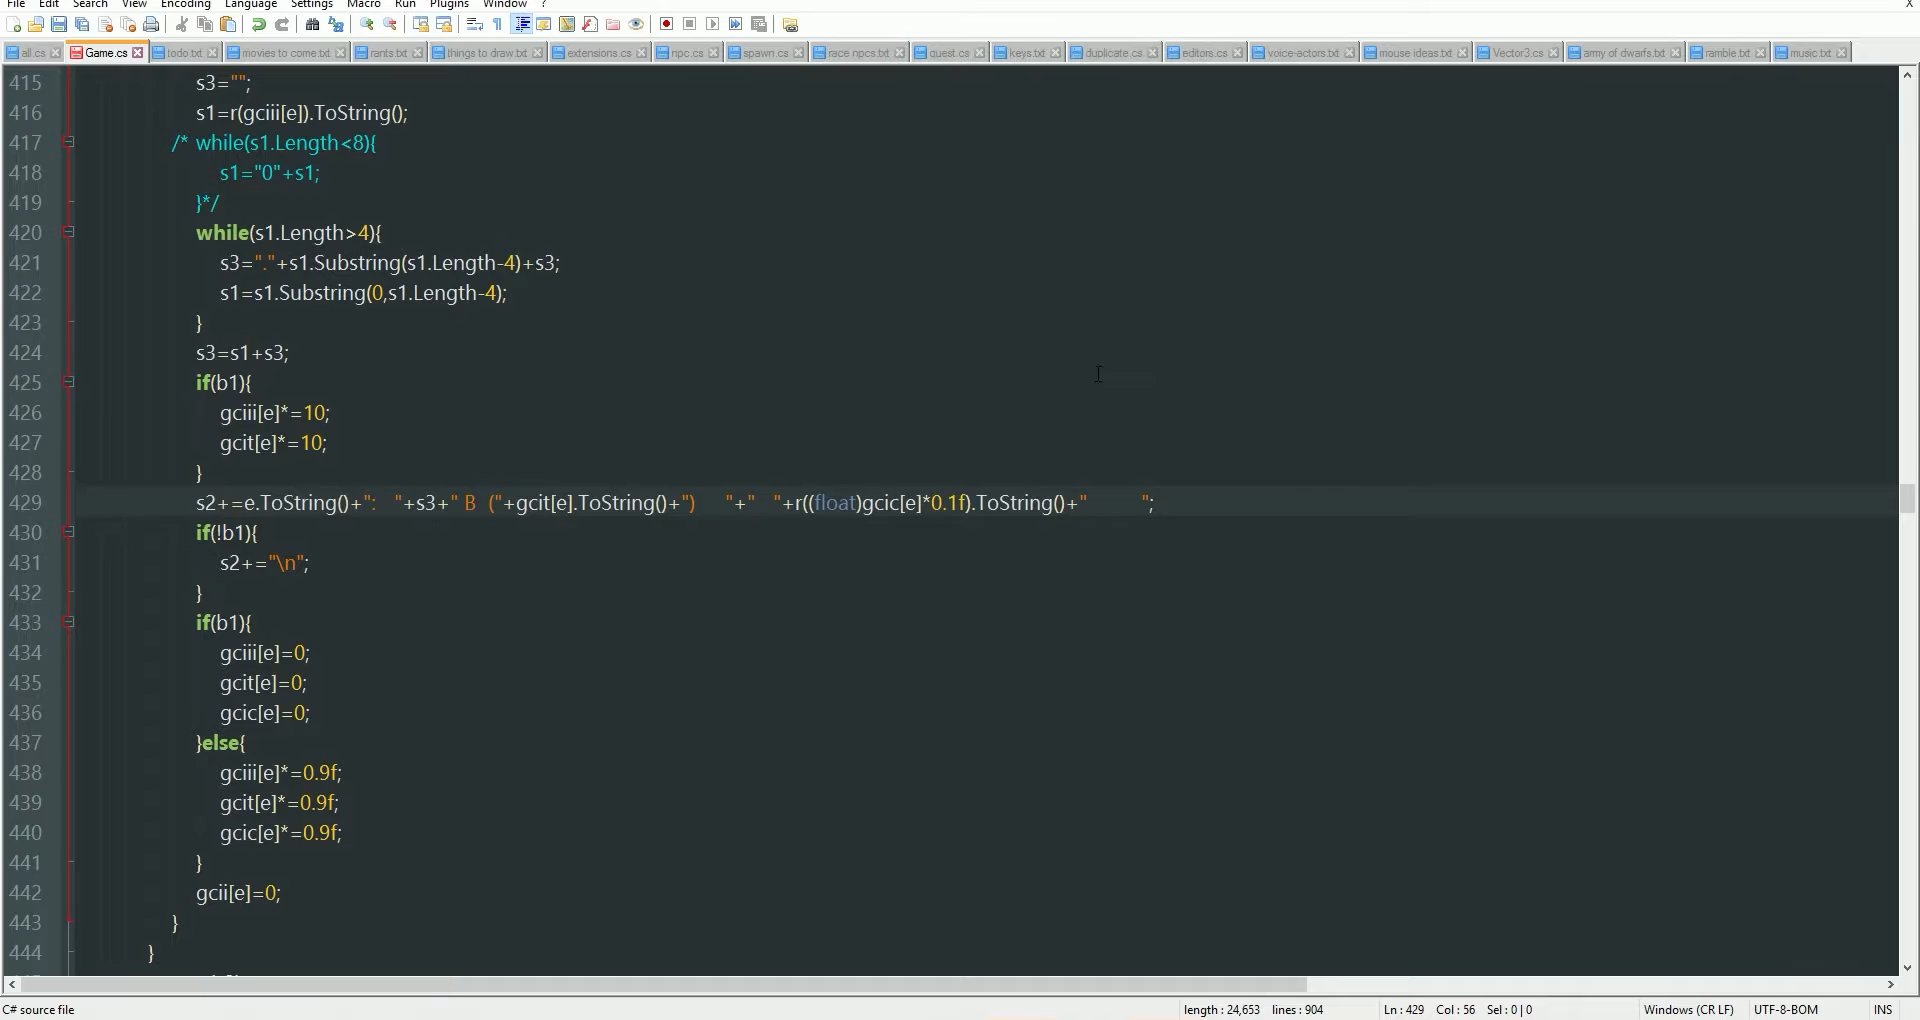 File Edit Search View Encoding Language Settings Macro Run Plugins Window ? X
all.cs Game.cs todo.txt movies to come.txt rants.txt things to draw.txt extensions.cs npc.cs spawn.cs race npcs.txt quest.cs keys.txt duplicate.cs editors.cs voice-actors.txt mouse ideas.txt Vector3.cs army of dwarfs.txt ramble.txt music.txt
415 s3="";
416 s1=r(gciii[e]).ToString();
417 /* while(s1.Length<8){
418 s1="0"+s1;
419 }*/
420 while(s1.Length>4){
421 s3="."+s1.Substring(s1.Length-4)+s3;
422 s1=s1.Substring(0,s1.Length-4);
423 }
424 s3=s1+s3;
425 if(b1){
426 gciii[e]*=10;
427 gcit[e]*=10;
428 }
429 s2+=e.ToString()+":   "+s3+" B  ("+gcit[e].ToString()+")     "+"   "+r((float)gcic[e]*0.1f).ToString()+"         ";
430 if(!b1){
431 s2+="\n";
432 }
433 if(b1){
434 gciii[e]=0;
435 gcit[e]=0;
436 gcic[e]=0;
437 }else{
438 gciii[e]*=0.9f;
439 gcit[e]*=0.9f;
440 gcic[e]*=0.9f;
441 }
442 gcii[e]=0;
443 }
444 }
C# source file length : 24,653 lines : 904 Ln : 429 Col : 56 Sel : 0 | 0 Windows (CR LF) UTF-8-BOM INS